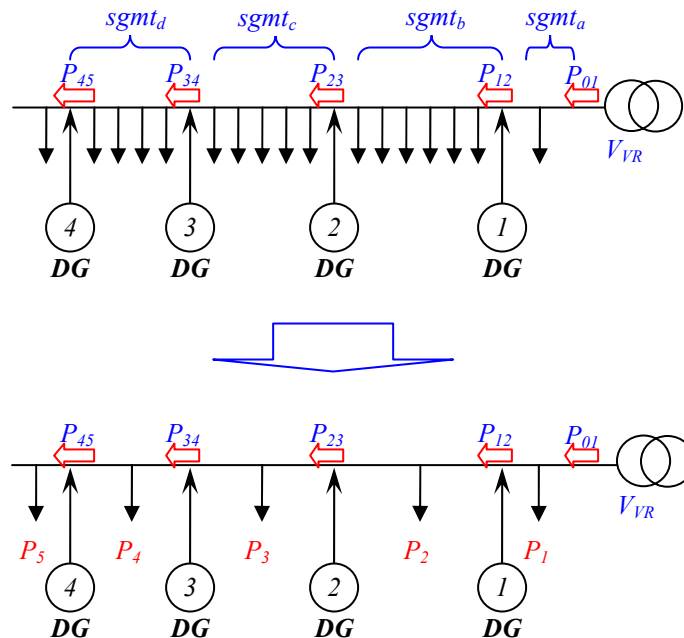 sgmt_d sgmt_c sgmt_b sgmt_a
P_45 P_34 P_23 P_12 P_01
V_VR
4 3 2 1
DG DG DG DG
P_45 P_34 P_23 P_12 P_01
V_VR
P_5 P_4 P_3 P_2 P_1
4 3 2 1
DG DG DG DG